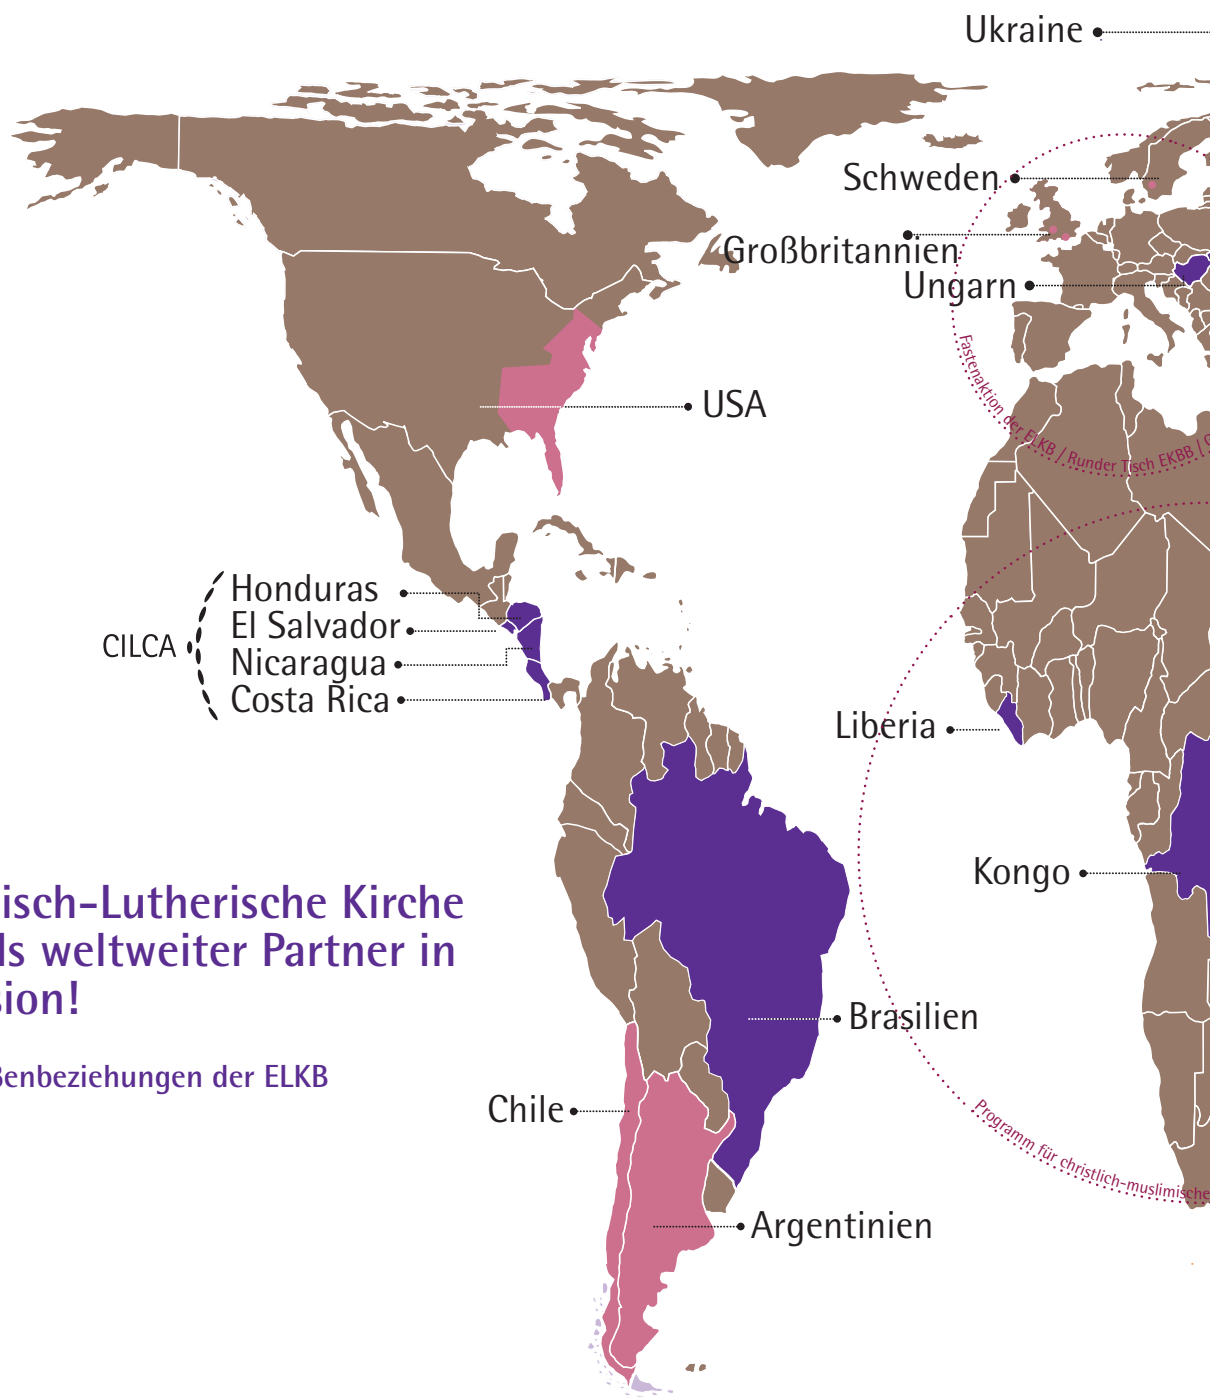 Ukraine
Schweden
Großbritannien
Ungarn
Fastenaktion der ELKB / Runder Tisch EKBB /
USA
Honduras
El Salvador
CILCA
Nicaragua
Costa Rica
Liberia
Kongo
isch-Lutherische Kirche
ls weltweiter Partner in
sion!
Brasilien
ßenbeziehungen der ELKB
Chile
Programm für christlich-muslimische
Argentinien